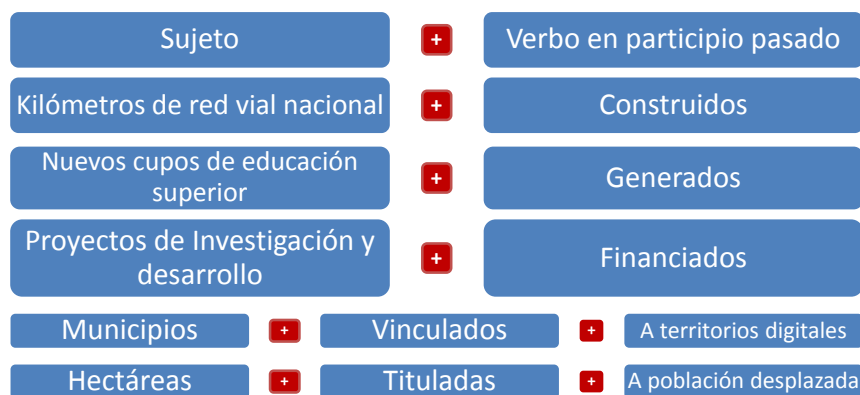 Sujeto + Verbo en participio pasado
Kilómetros de red vial nacional + Construidos
Nuevos cupos de educación
superior + Generados
Proyectos de Investigación y
desarrollo + Financiados
Municipios + Vinculados + A territorios digitales
Hectáreas + Tituladas + A población desplazada